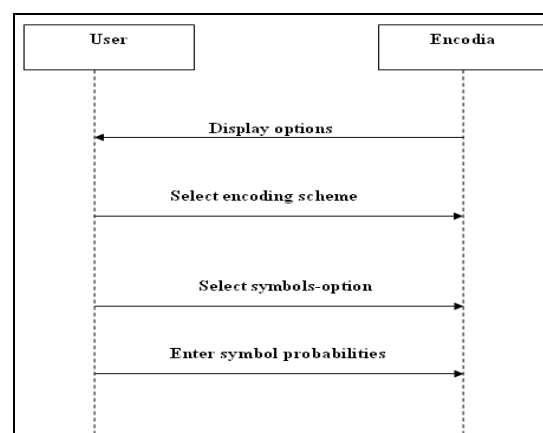 User
Encodia
Display options
Select encoding scheme
Select symbols-option
Enter symbol probabilities